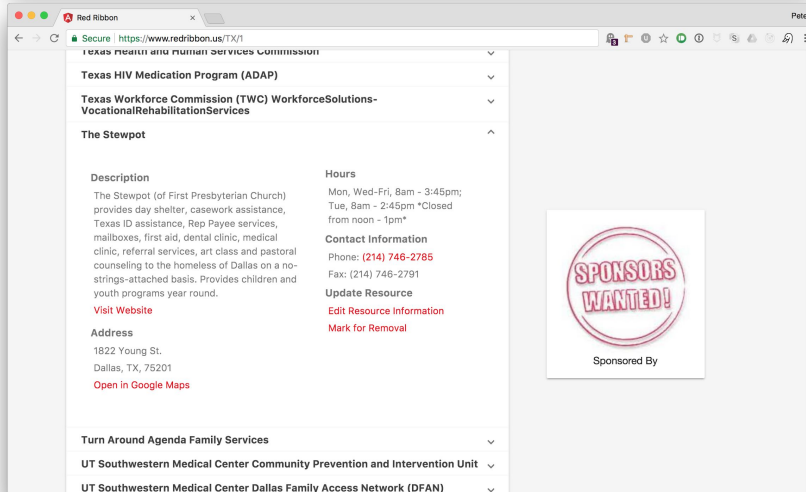 Red Ribbon
Pete
Secure | https://www.redribbon.us/TX/1
Texas Health and Human Services Commission
Texas HIV Medication Program (ADAP)
Texas Workforce Commission (TWC) WorkforceSolutions-
VocationalRehabilitationServices
The Stewpot
Description
The Stewpot (of First Presbyterian Church)
provides day shelter, casework assistance,
Texas ID assistance, Rep Payee services,
mailboxes, first aid, dental clinic, medical
clinic, referral services, art class and pastoral
counseling to the homeless of Dallas on a no-
strings-attached basis. Provides children and
youth programs year round.
Visit Website
Address
1822 Young St.
Dallas, TX, 75201
Open in Google Maps
Hours
Mon, Wed-Fri, 8am - 3:45pm;
Tue, 8am - 2:45pm *Closed
from noon - 1pm*
Contact Information
Phone: (214) 746-2785
Fax: (214) 746-2791
Update Resource
Edit Resource Information
Mark for Removal
SPONSORS
WANTED!
Sponsored By
Turn Around Agenda Family Services
UT Southwestern Medical Center Community Prevention and Intervention Unit
UT Southwestern Medical Center Dallas Family Access Network (DFAN)